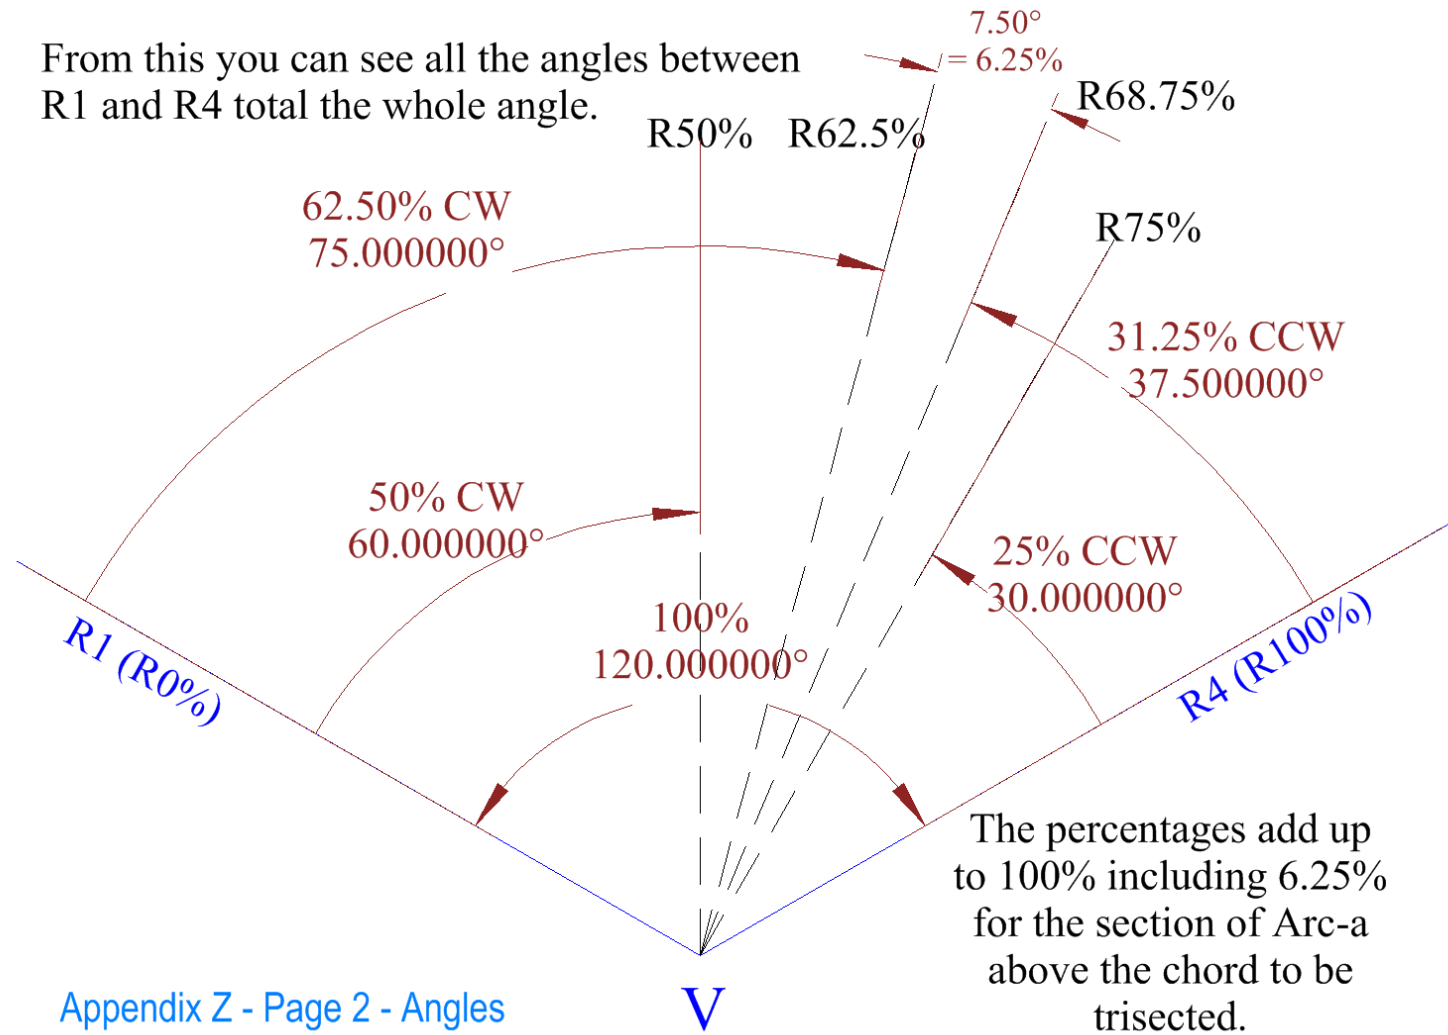 From this you can see all the angles between
R1 and R4 total the whole angle.
7.50°
= 6.25%
R68.75%
R50%
R62.5%
62.50% CW
75.000000°
R75%
31.25% CCW
37.500000°
50% CW
60.000000°
25% CCW
30.000000°
100%
120.000000°
R1 (R0%)
R4 (R100%)
The percentages add up
to 100% including 6.25%
for the section of Arc-a
above the chord to be
trisected.
Appendix Z - Page 2 - Angles
V